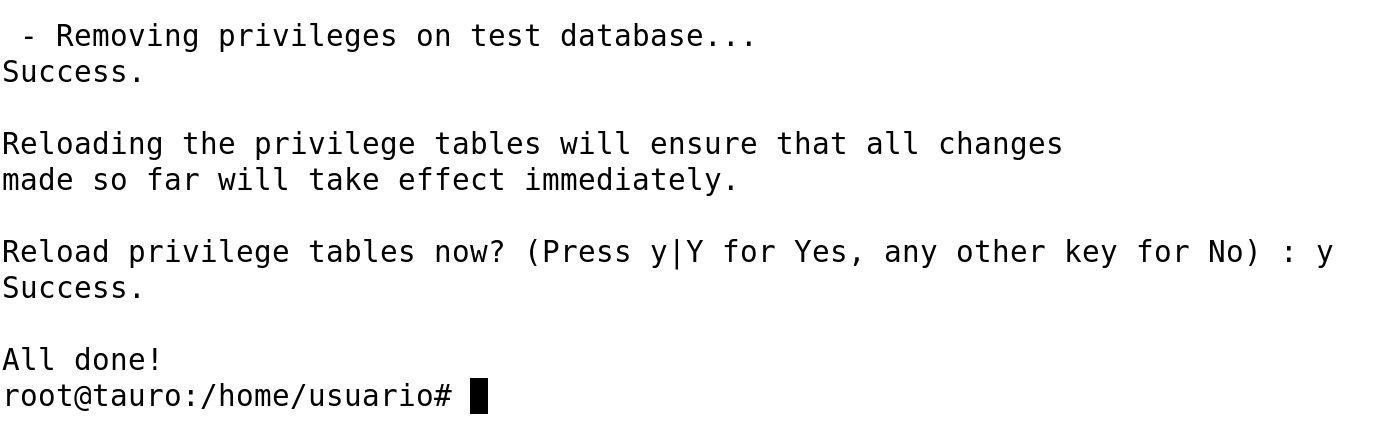 - Removing privileges on test database...
Success.

Reloading the privilege tables will ensure that all changes
made so far will take effect immediately.

Reload privilege tables now? (Press y|Y for Yes, any other key for No) : y
Success.

All done!
root@tauro:/home/usuario#